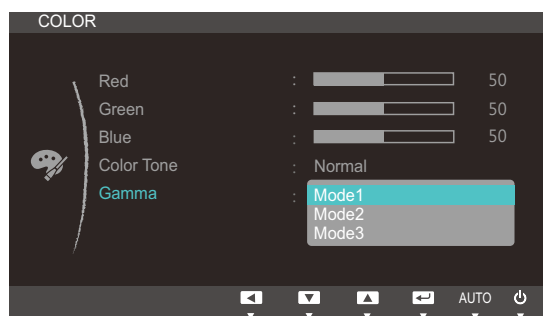 COLOR
Red : 50
Green : 50
Blue : 50
Color Tone : Normal
Gamma : Mode1
Mode2
Mode3
AUTO